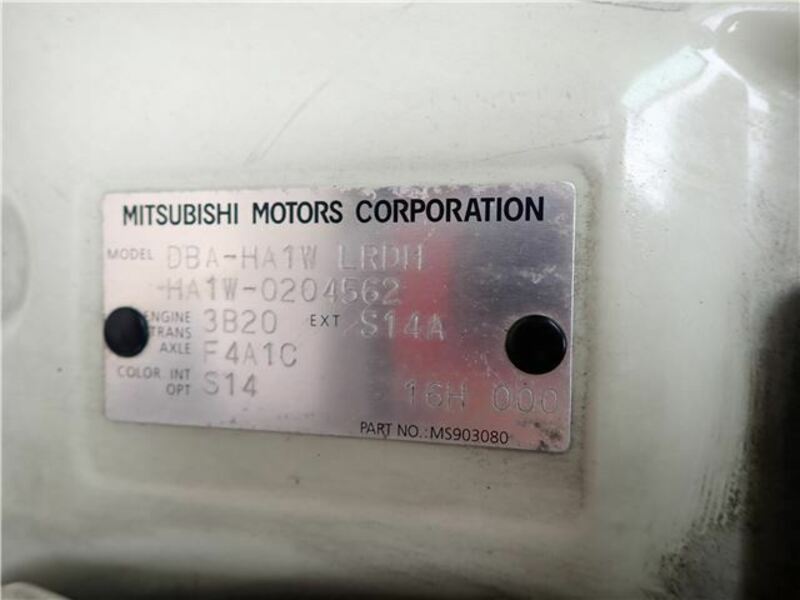 MITSUBISHI MOTORS CORPORATION
MODEL DBA-HA1W LRDH
HA1W-0204562
ENGINE 3B20 EXT S14A
TRANS
AXLE F4A1C
COLOR. INT S14
OPT 16H 000
PART NO.:MS903080